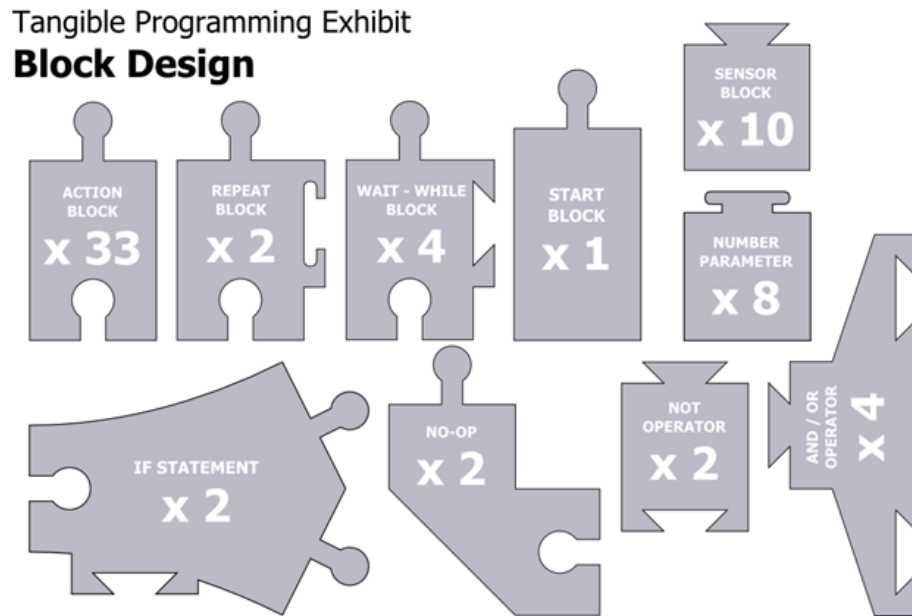 Tangible Programming Exhibit
Block Design
ACTION
BLOCK
x 33
REPEAT
BLOCK
x 2
WAIT - WHILE
BLOCK
x 4
START
BLOCK
x 1
SENSOR
BLOCK
x 10
NUMBER
PARAMETER
x 8
IF STATEMENT
x 2
NO-OP
x 2
NOT
OPERATOR
x 2
AND / OR
OPERATOR
x 4